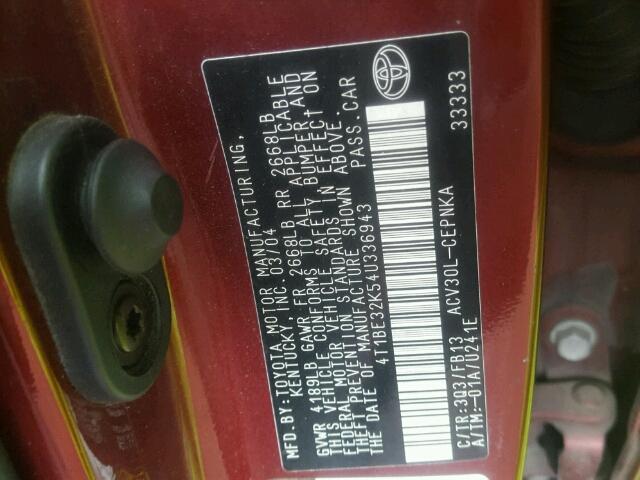 MFD.BY:TOYOTA MOTOR MANUFACTURING,
KENTUCKY, INC. 03/04
GVWR 4189LB GAWR FR 2668LB RR 2668LB
THIS VEHICLE CONFORMS TO ALL APPLICABLE
FEDERAL MOTOR VEHICLE SAFETY, BUMPER, AND
THEFT PREVENTION STANDARDS IN EFFECT ON
THE DATE OF MANUFACTURE SHOWN ABOVE.
4T1BE32K54U336943 PASS.CAR
C/TR:3Q3/FB13 ACV30L-CEPNKA 33333
A/TM:-01A/U241E